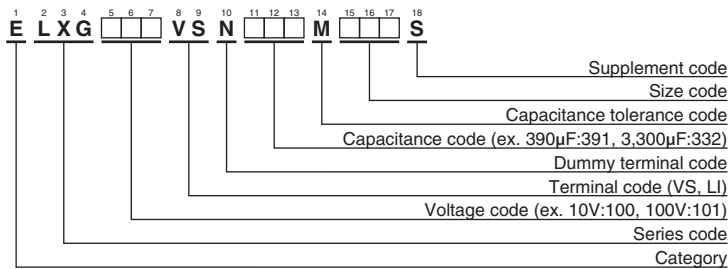 1 2 3 4 5 6 7 8 9 10 11 12 13 14 15 16 17 18
E L X G □□□ V S N □□□ M □□□ S
Supplement code
Size code
Capacitance tolerance code
Capacitance code (ex. 390μF:391, 3,300μF:332)
Dummy terminal code
Terminal code (VS, LI)
Voltage code (ex. 10V:100, 100V:101)
Series code
Category